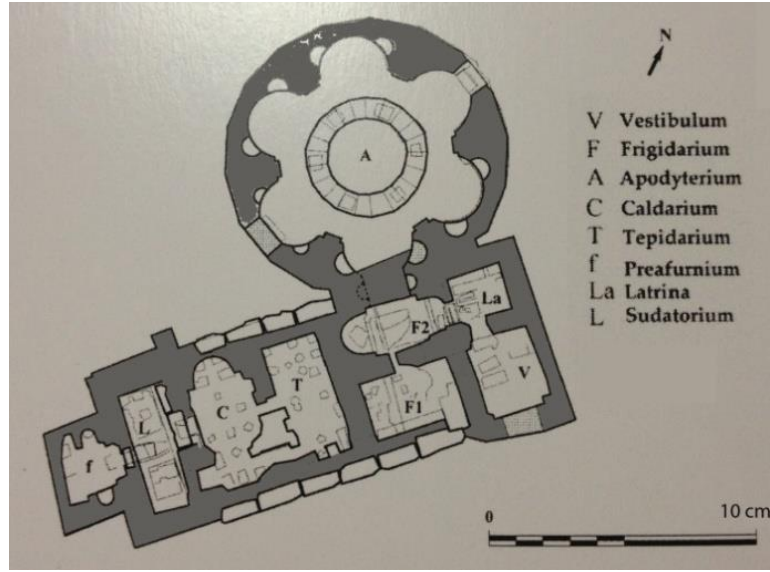 N
V Vestibulum
F Frigidarium
A Apodyterium
C Caldarium
T Tepidarium
f Preafurnium
La Latrina
L Sudatorium
A
La
F2
V
F1
T
C
L
f
0 10 cm